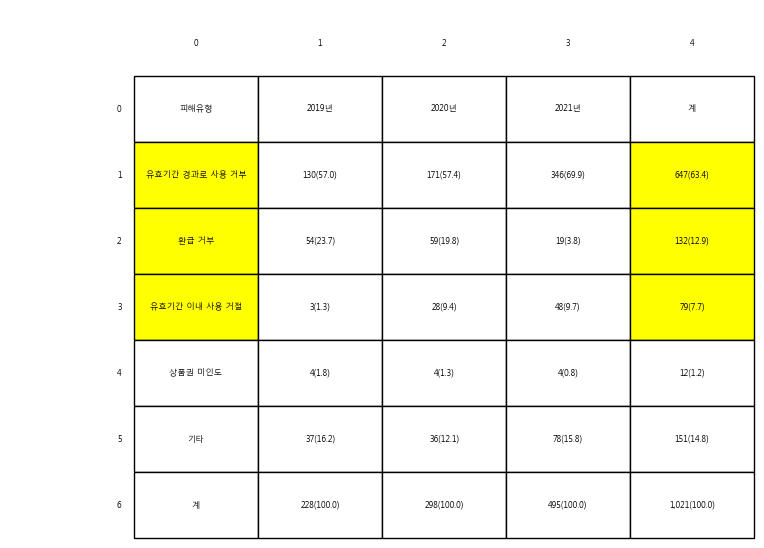 0 1 2 3 4
0 피해유형 2019년 2020년 2021년 계
1 유효기간 경과로 사용 거부 130(57.0) 171(57.4) 346(69.9) 647(63.4)
2 환급 거부 54(23.7) 59(19.8) 19(3.8) 132(12.9)
3 유효기간 이내 사용 거절 3(1.3) 28(9.4) 48(9.7) 79(7.7)
4 상품권 미인도 4(1.8) 4(1.3) 4(0.8) 12(1.2)
5 기타 37(16.2) 36(12.1) 78(15.8) 151(14.8)
6 계 228(100.0) 298(100.0) 495(100.0) 1,021(100.0)